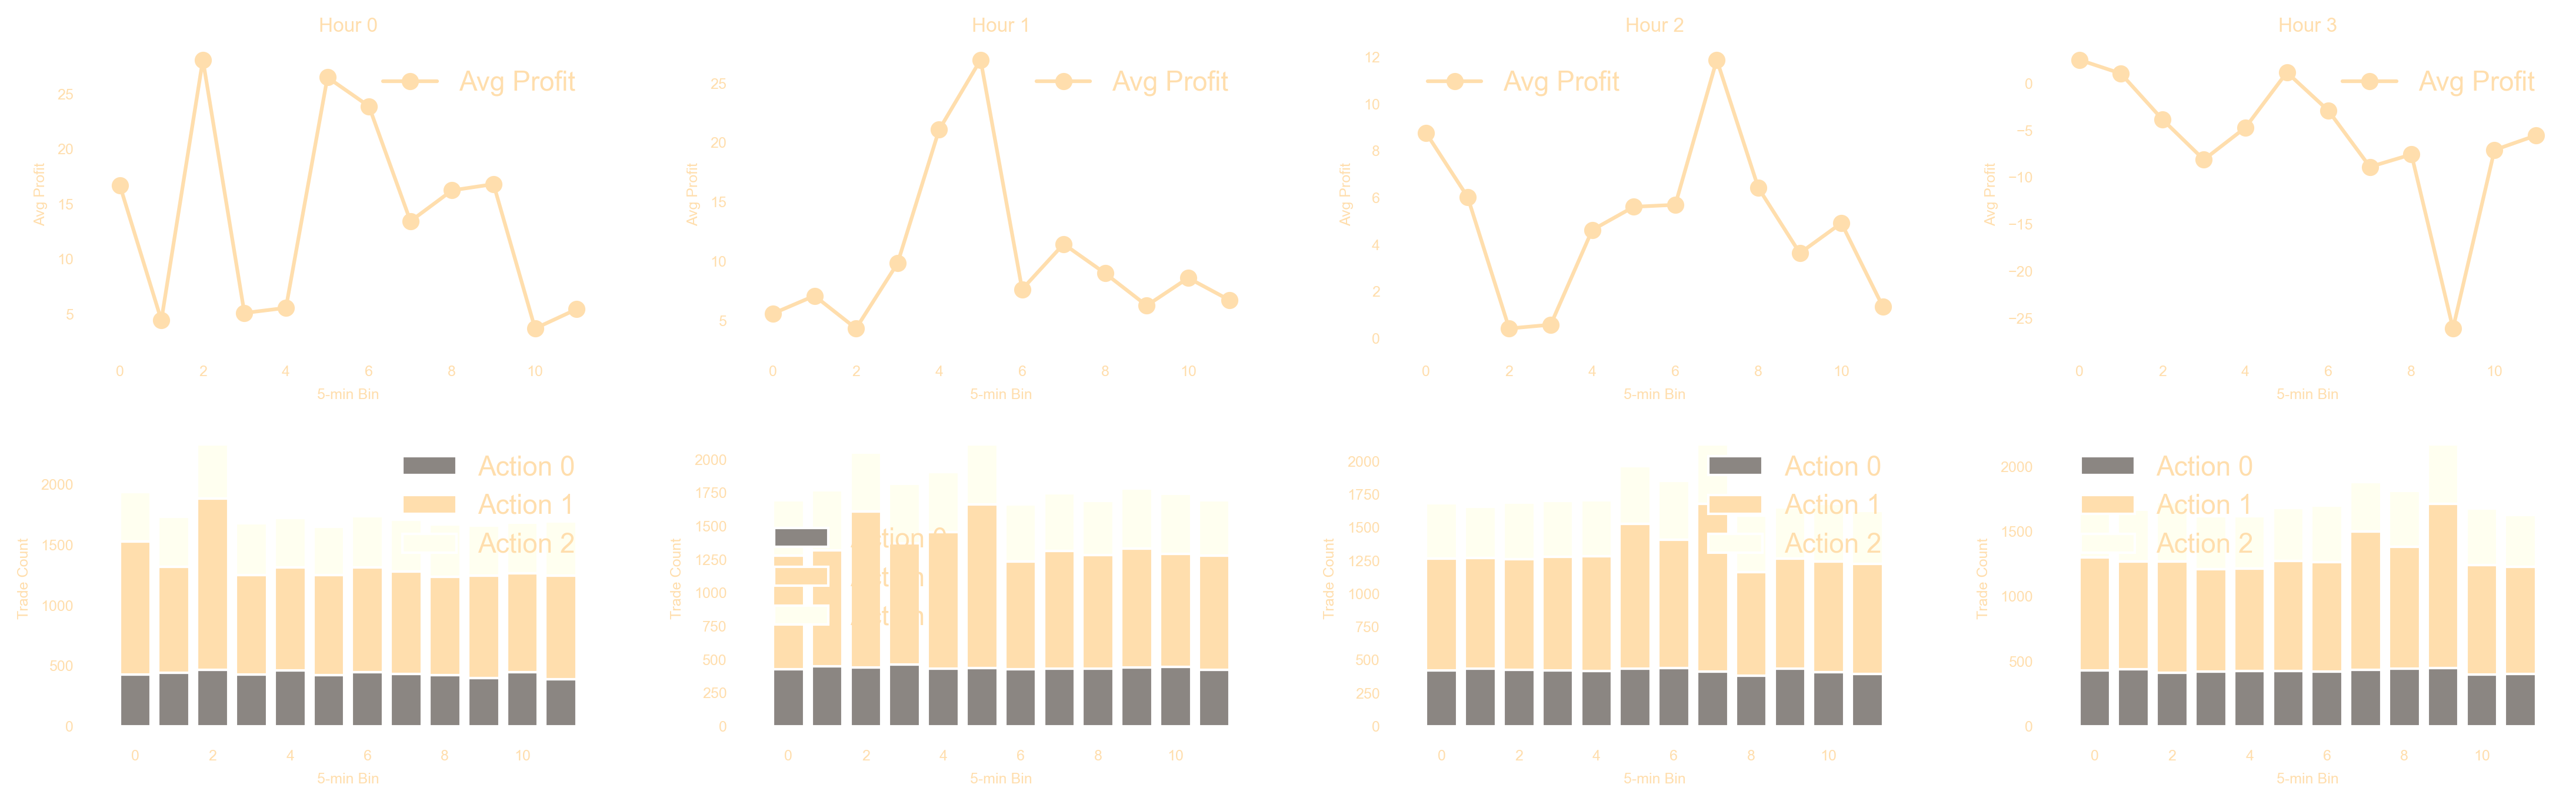 Hour 0
Avg Profit
Avg Profit
25
20
15
10
5
0 2 4 6 8 10
5-min Bin
Hour 1
Avg Profit
Avg Profit
25
20
15
10
5
0 2 4 6 8 10
5-min Bin
Hour 2
Avg Profit
Avg Profit
12
10
8
6
4
2
0
0 2 4 6 8 10
5-min Bin
Hour 3
Avg Profit
Avg Profit
0
−5
−10
−15
−20
−25
0 2 4 6 8 10
5-min Bin
Action 0
Action 1
Action 2
Trade Count
2000
1500
1000
500
0
0 2 4 6 8 10
5-min Bin
Action
Action
Action
Trade Count
2000
1750
1500
1250
1000
750
500
250
0
0 2 4 6 8 10
5-min Bin
Action 0
Action 1
Action 2
Trade Count
2000
1750
1500
1250
1000
750
500
250
0
0 2 4 6 8 10
5-min Bin
Action 0
Action 1
Action 2
Trade Count
2000
1500
1000
500
0
0 2 4 6 8 10
5-min Bin